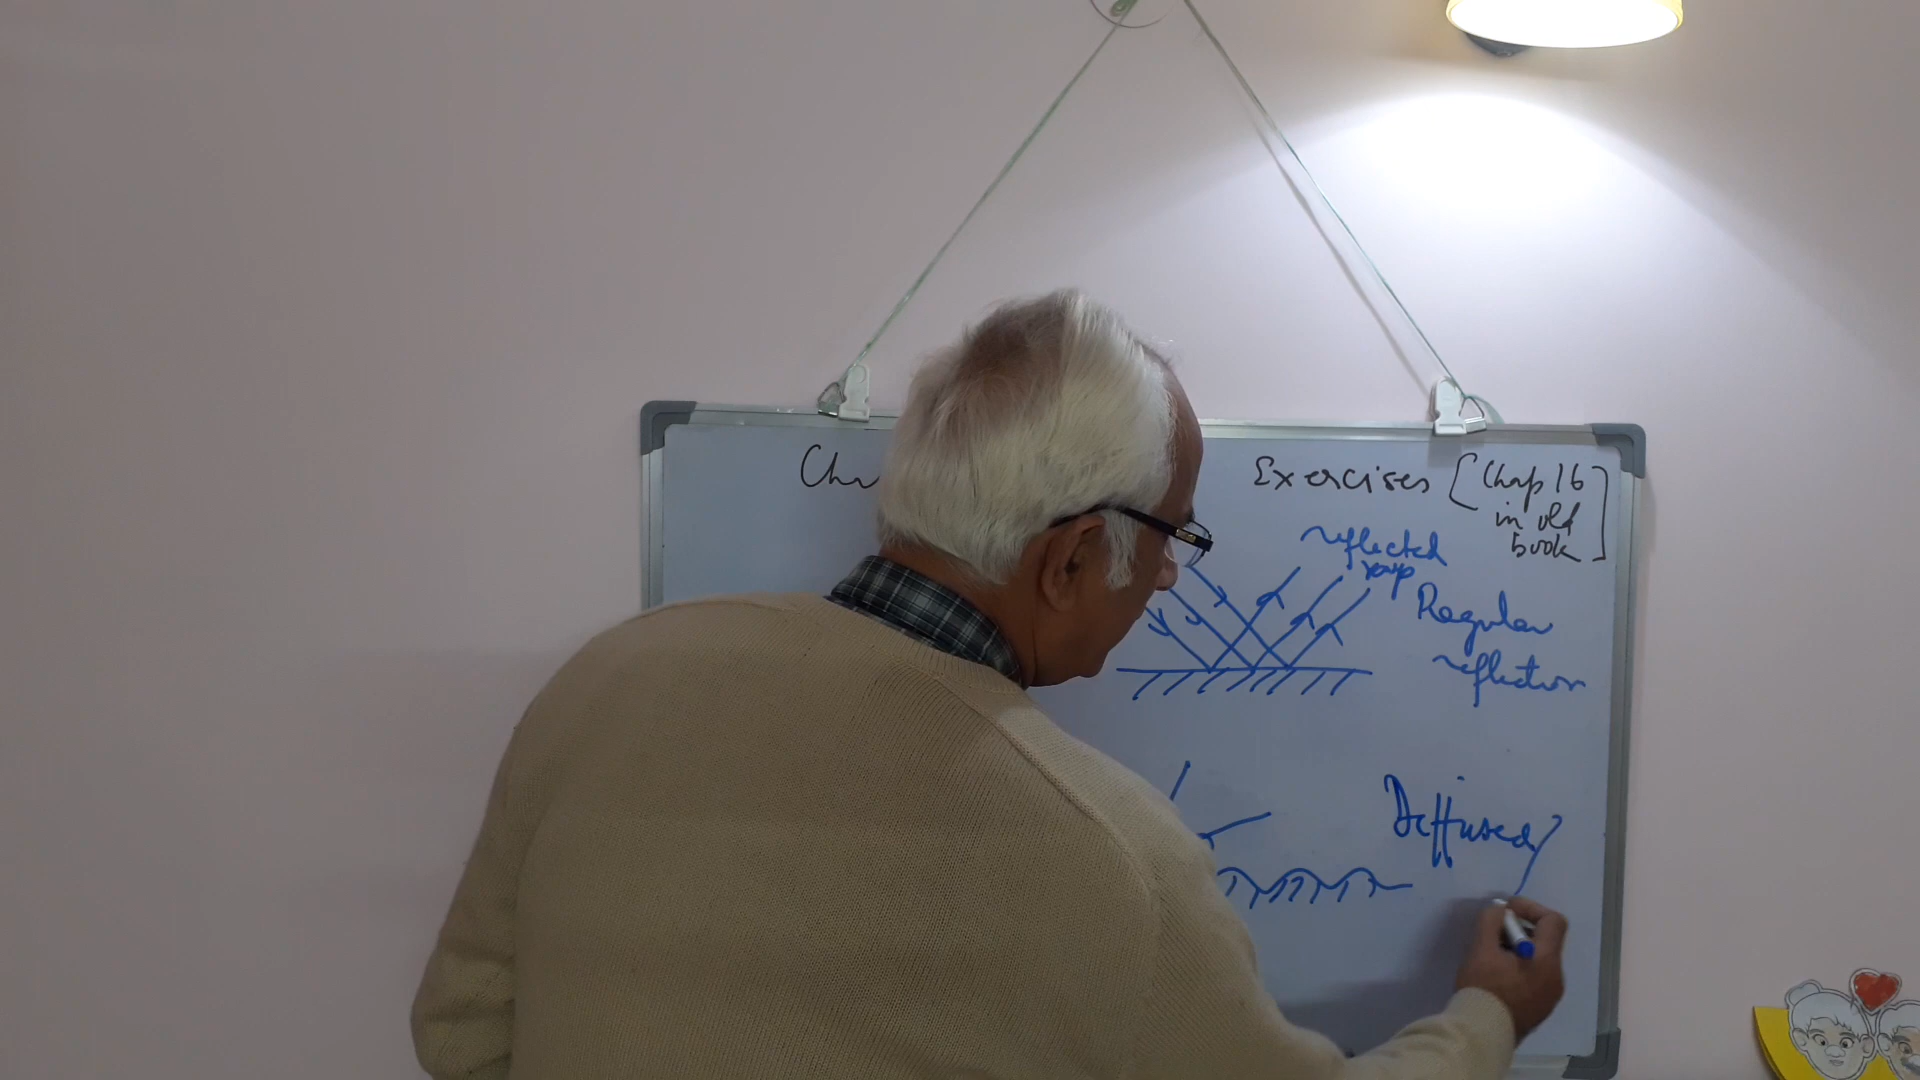 Exercises [Chap 16
in old
book]
reflected
rays
Regular
reflection
Diffused/